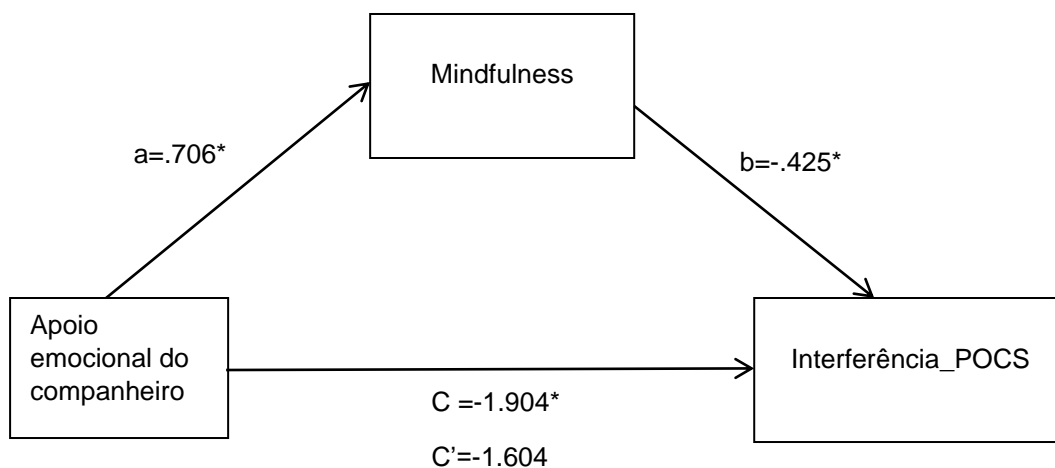 Mindfulness
a=.706*
b=-.425*
Apoio
emocional do
companheiro
Interferência_POCS
C =-1.904*
C’=-1.604